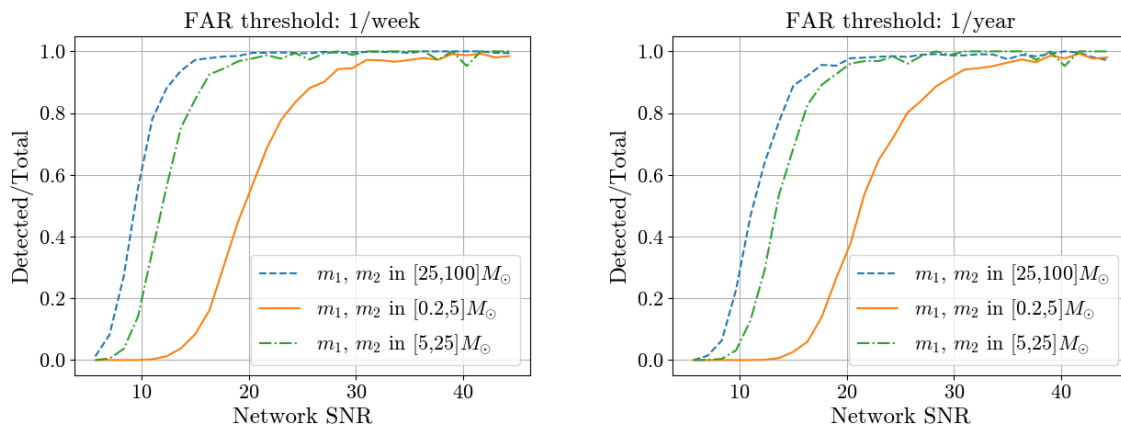 FAR threshold: 1/week
1.0
0.8
0.6
0.4
0.2
0.0
Detected/Total
m₁, m₂ in [25,100]M⊙
m₁, m₂ in [0.2,5]M⊙
m₁, m₂ in [5,25]M⊙
10
20
30
40
Network SNR
FAR threshold: 1/year
1.0
0.8
0.6
0.4
0.2
0.0
Detected/Total
m₁, m₂ in [25,100]M⊙
m₁, m₂ in [0.2,5]M⊙
m₁, m₂ in [5,25]M⊙
10
20
30
40
Network SNR